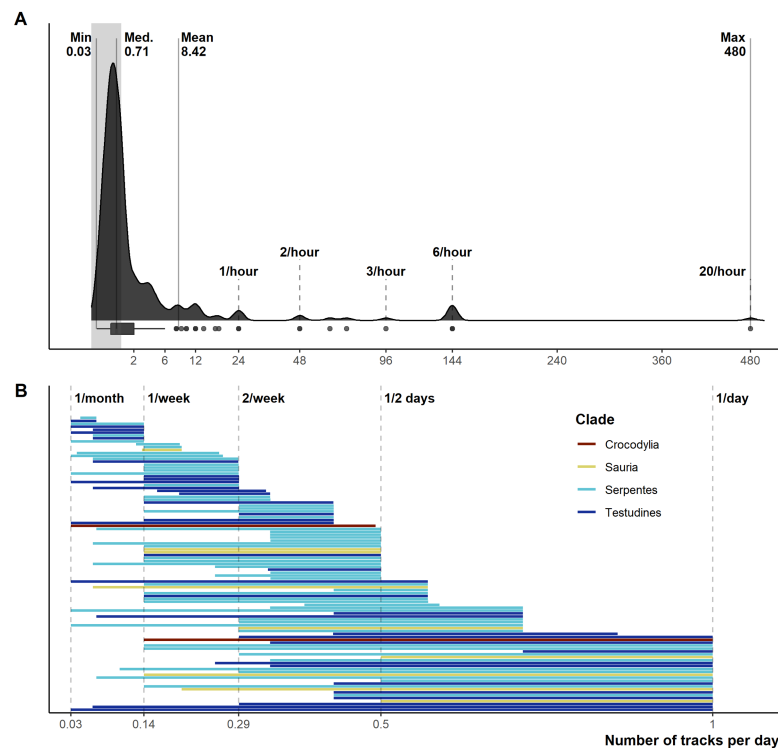 A
Min
0.03
Med.
0.71
Mean
8.42
Max
480
1/hour
2/hour
3/hour
6/hour
20/hour
2 6 12 24 48 96 144 240 360 480
B
1/month 1/week 2/week 1/2 days 1/day
Clade
Crocodylia
Sauria
Serpentes
Testudines
0.03 0.14 0.29 0.5 1
Number of tracks per day